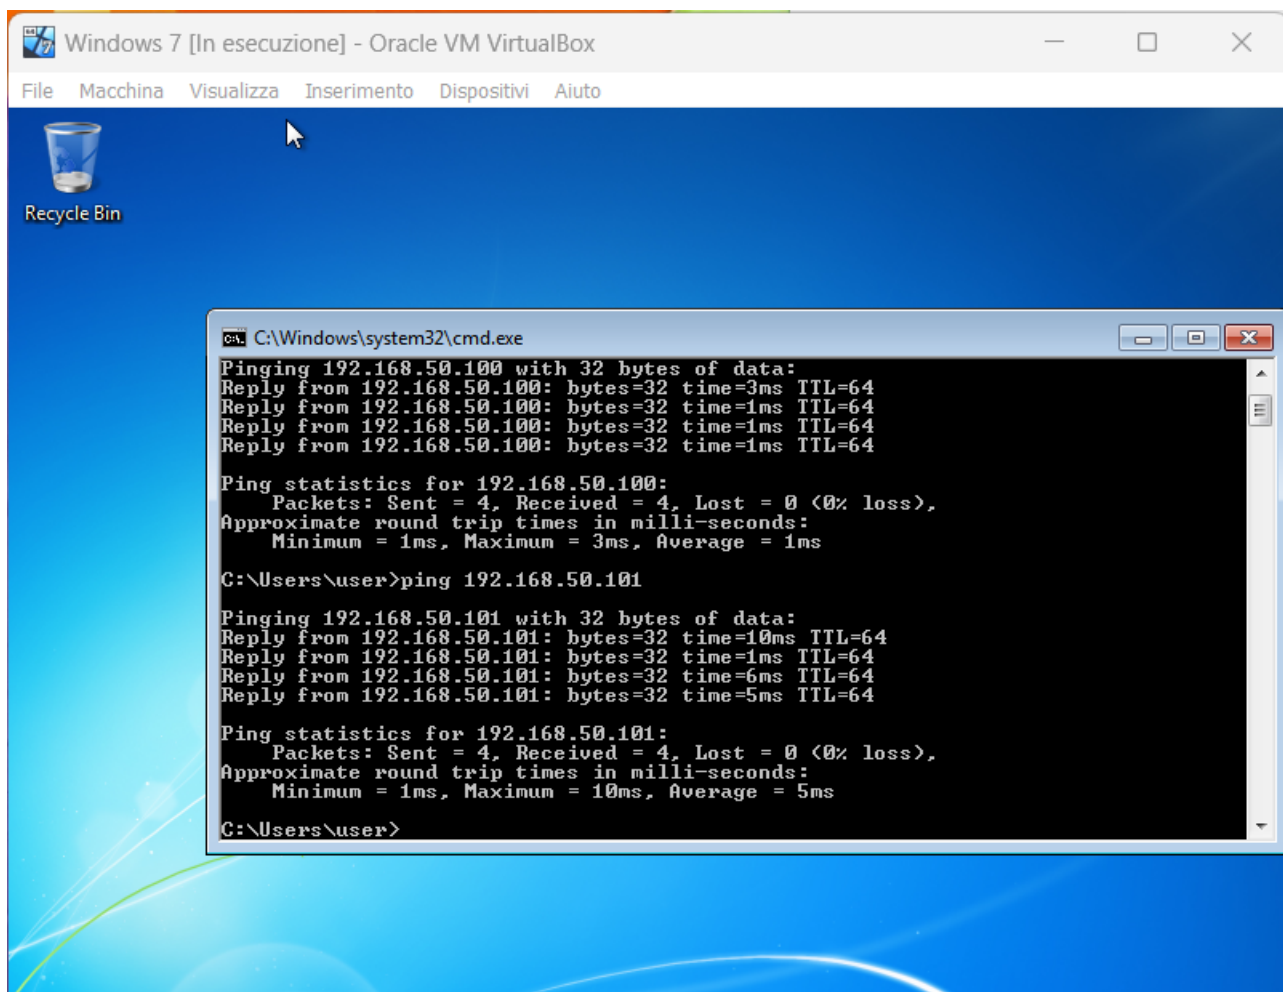 Windows 7 [In esecuzione] - Oracle VM VirtualBox
File Macchina Visualizza Inserimento Dispositivi Aiuto
Recycle Bin
C:\Windows\system32\cmd.exe
Pinging 192.168.50.100 with 32 bytes of data:
Reply from 192.168.50.100: bytes=32 time=3ms TTL=64
Reply from 192.168.50.100: bytes=32 time=1ms TTL=64
Reply from 192.168.50.100: bytes=32 time=1ms TTL=64
Reply from 192.168.50.100: bytes=32 time=1ms TTL=64
Ping statistics for 192.168.50.100:
Packets: Sent = 4, Received = 4, Lost = 0 (0% loss),
Approximate round trip times in milli-seconds:
Minimum = 1ms, Maximum = 3ms, Average = 1ms
C:\Users\user>ping 192.168.50.101
Pinging 192.168.50.101 with 32 bytes of data:
Reply from 192.168.50.101: bytes=32 time=10ms TTL=64
Reply from 192.168.50.101: bytes=32 time=1ms TTL=64
Reply from 192.168.50.101: bytes=32 time=6ms TTL=64
Reply from 192.168.50.101: bytes=32 time=5ms TTL=64
Ping statistics for 192.168.50.101:
Packets: Sent = 4, Received = 4, Lost = 0 (0% loss),
Approximate round trip times in milli-seconds:
Minimum = 1ms, Maximum = 10ms, Average = 5ms
C:\Users\user>